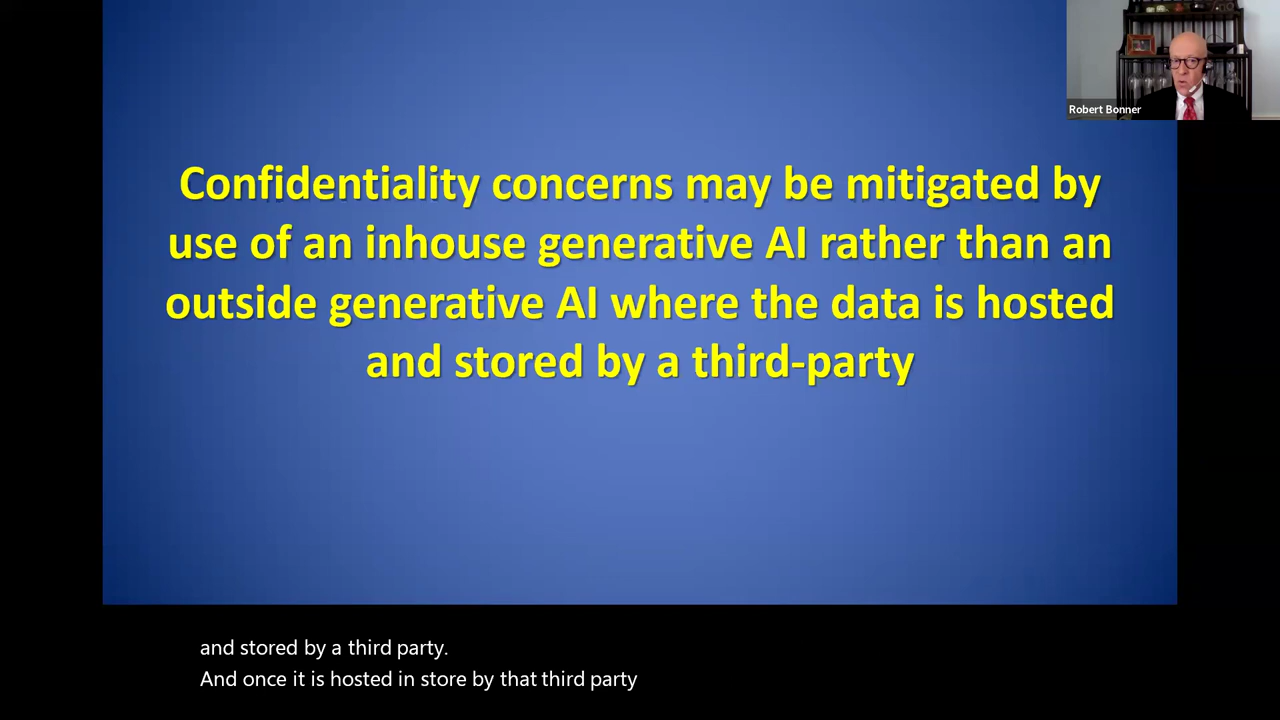 Robert Bonner
Confidentiality concerns may be mitigated by
use of an inhouse generative AI rather than an
outside generative AI where the data is hosted
and stored by a third-party
and stored by a third party.
And once it is hosted in store by that third party